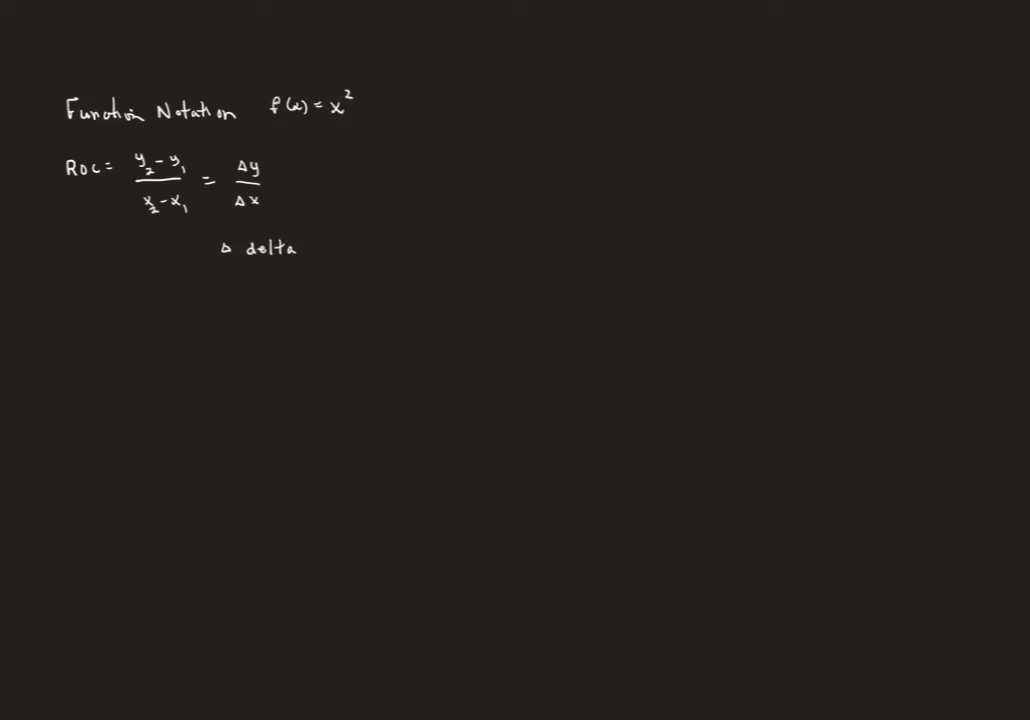 Function Notation f(x) = x²
ROC = y₂ - y₁ / x₂ - x₁ = Δy / Δx
Δ delta